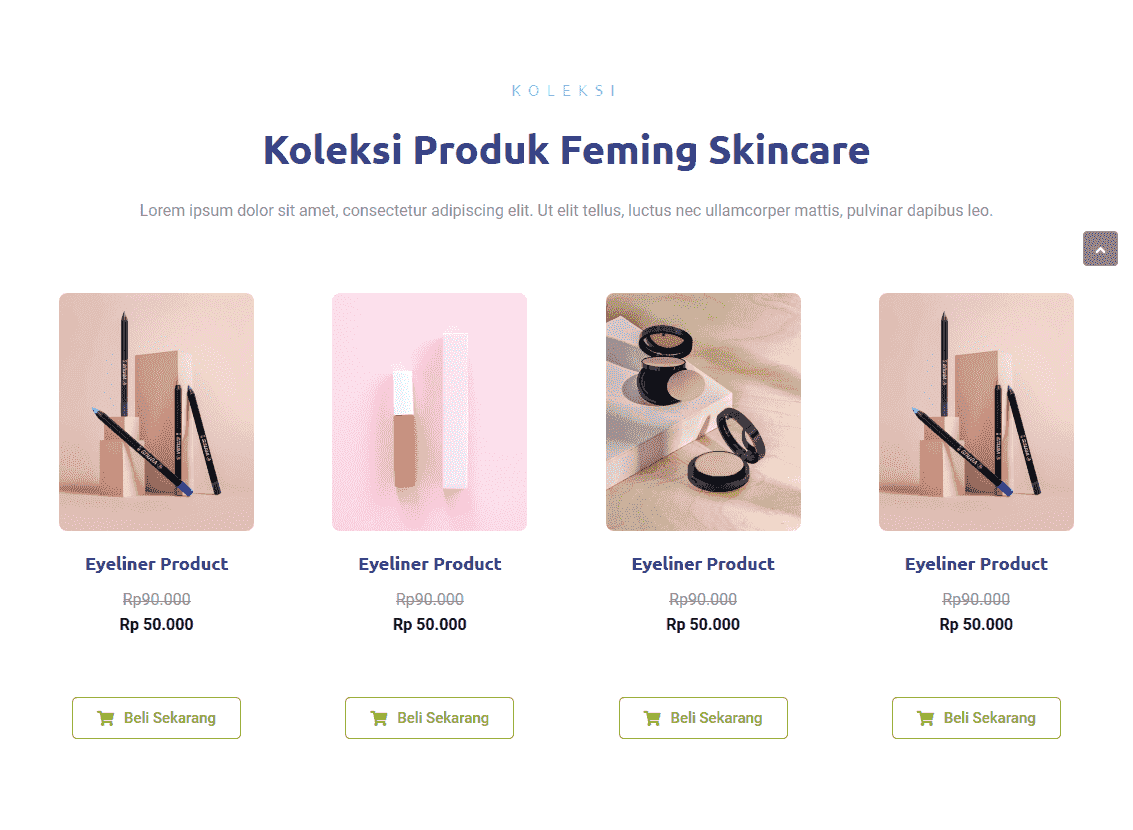 KOLEKSI
Koleksi Produk Feming Skincare
Lorem ipsum dolor sit amet, consectetur adipiscing elit. Ut elit tellus, luctus nec ullamcorper mattis, pulvinar dapibus leo.
Eyeliner Product
Rp90.000
Rp 50.000
Beli Sekarang
Eyeliner Product
Rp90.000
Rp 50.000
Beli Sekarang
Eyeliner Product
Rp90.000
Rp 50.000
Beli Sekarang
Eyeliner Product
Rp90.000
Rp 50.000
Beli Sekarang